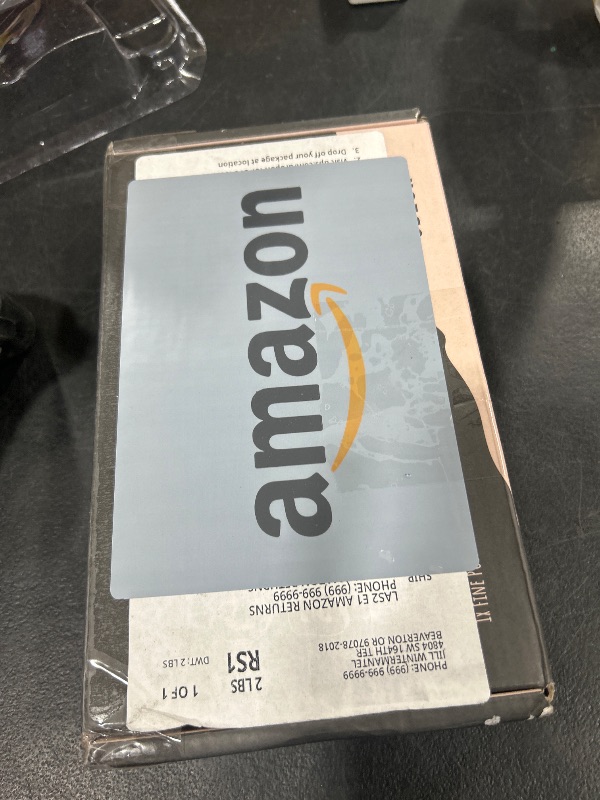 amazon
3. Drop off your package at location
PHONE: (999) 999-9999
JILL WINTERMANTEL
4804 SW 164TH TER
BEAVERTON OR 97078-2018
2 LBS
RS1
1 OF 1
DWT: 2 LBS
LAS2 E1 AMAZON RETURNS
PHONE: (999) 999-9999
SHIP
1X FINE